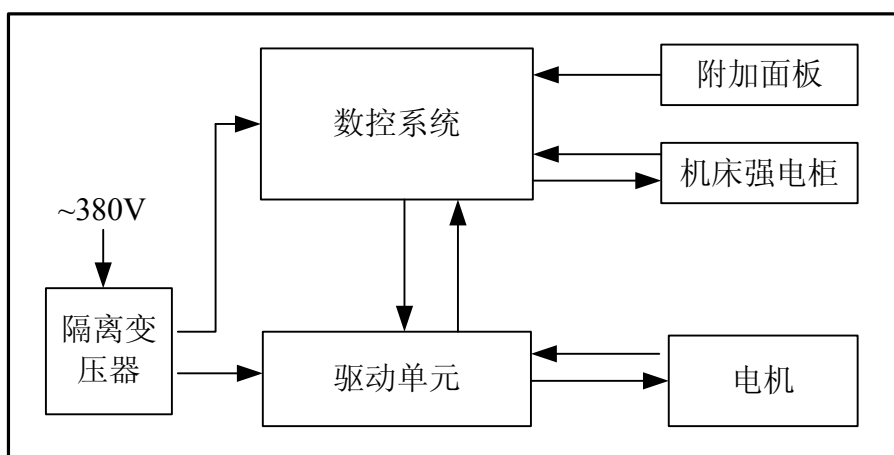 附加面板
数控系统
机床强电柜
~380V
隔离变
压器
驱动单元
电机